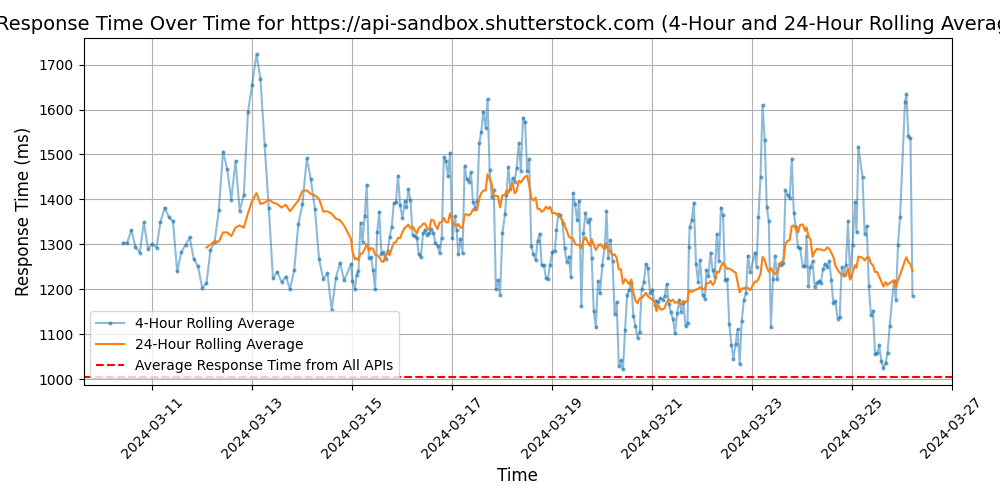 Response Time Over Time for https://api-sandbox.shutterstock.com (4-Hour and 24-Hour Rolling Averag
Response Time (ms)
1700
1600
1500
1400
1300
1200
1100
1000
4-Hour Rolling Average
24-Hour Rolling Average
Average Response Time from All APIs
2024-03-11
2024-03-13
2024-03-15
2024-03-17
2024-03-19
2024-03-21
2024-03-23
2024-03-25
2024-03-27
Time